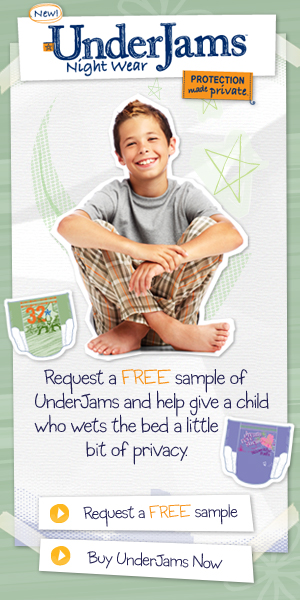 New!
UnderJams
Night Wear
PROTECTION
made private.
32
Request a FREE sample of
UnderJams and help give a child
who wets the bed a little
bit of privacy.
Request a FREE sample
Buy UnderJams Now